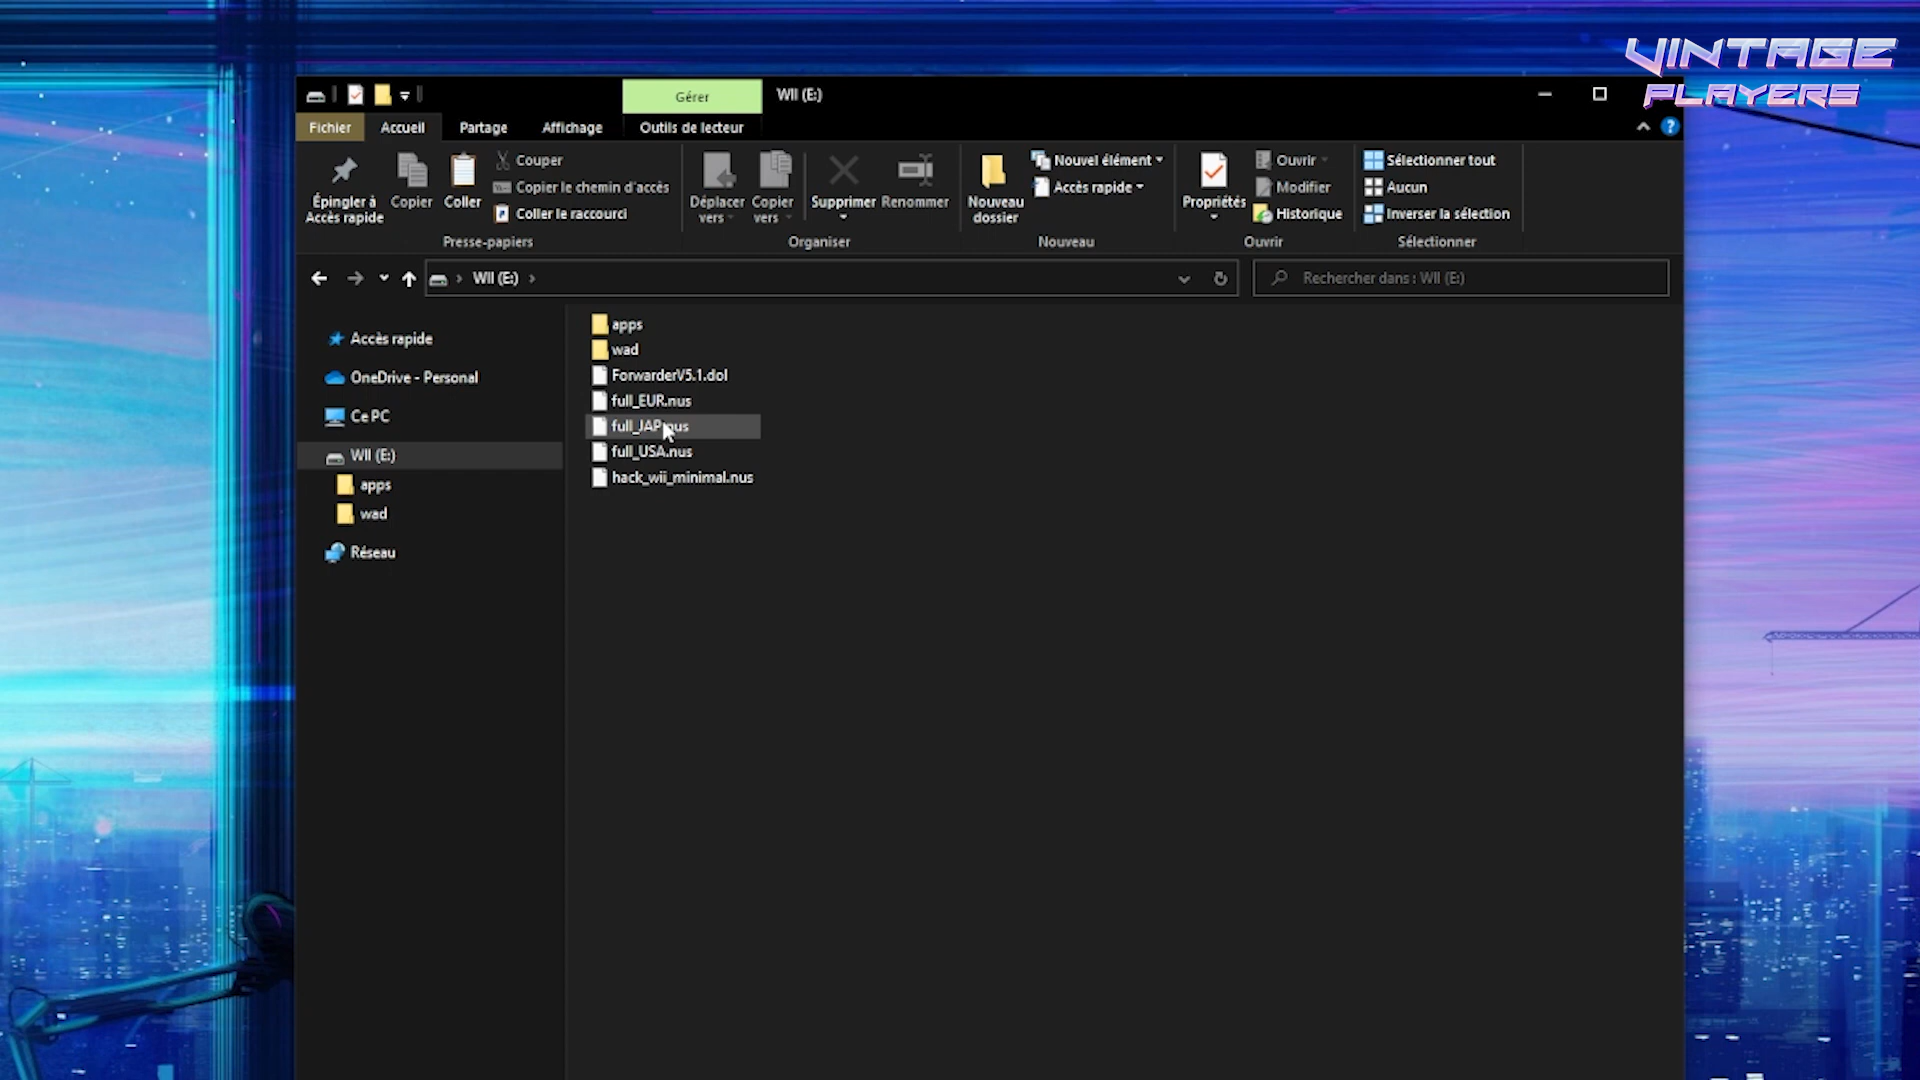 VINTAGE
PLAYERS
Gérer
WII (E:)
Fichier
Accueil
Partage
Affichage
Outils de lecteur
?
Épingler à
Accès rapide
Copier
Coller
Couper
Copier le chemin d'accès
Coller le raccourci
Presse-papiers
Déplacer
vers
Copier
vers
Supprimer
Renommer
Organiser
Nouveau
dossier
Nouvel élément
Accès rapide
Nouveau
Propriétés
Ouvrir
Modifier
Historique
Ouvrir
Sélectionner tout
Aucun
Inverser la sélection
Sélectionner
WII (E:)
Rechercher dans : WII (E:)
Accès rapide
OneDrive - Personal
Ce PC
WII (E:)
apps
wad
Réseau
apps
wad
ForwarderV5.1.dol
full_EUR.nus
full_JAP.nus
full_USA.nus
hack_wii_minimal.nus